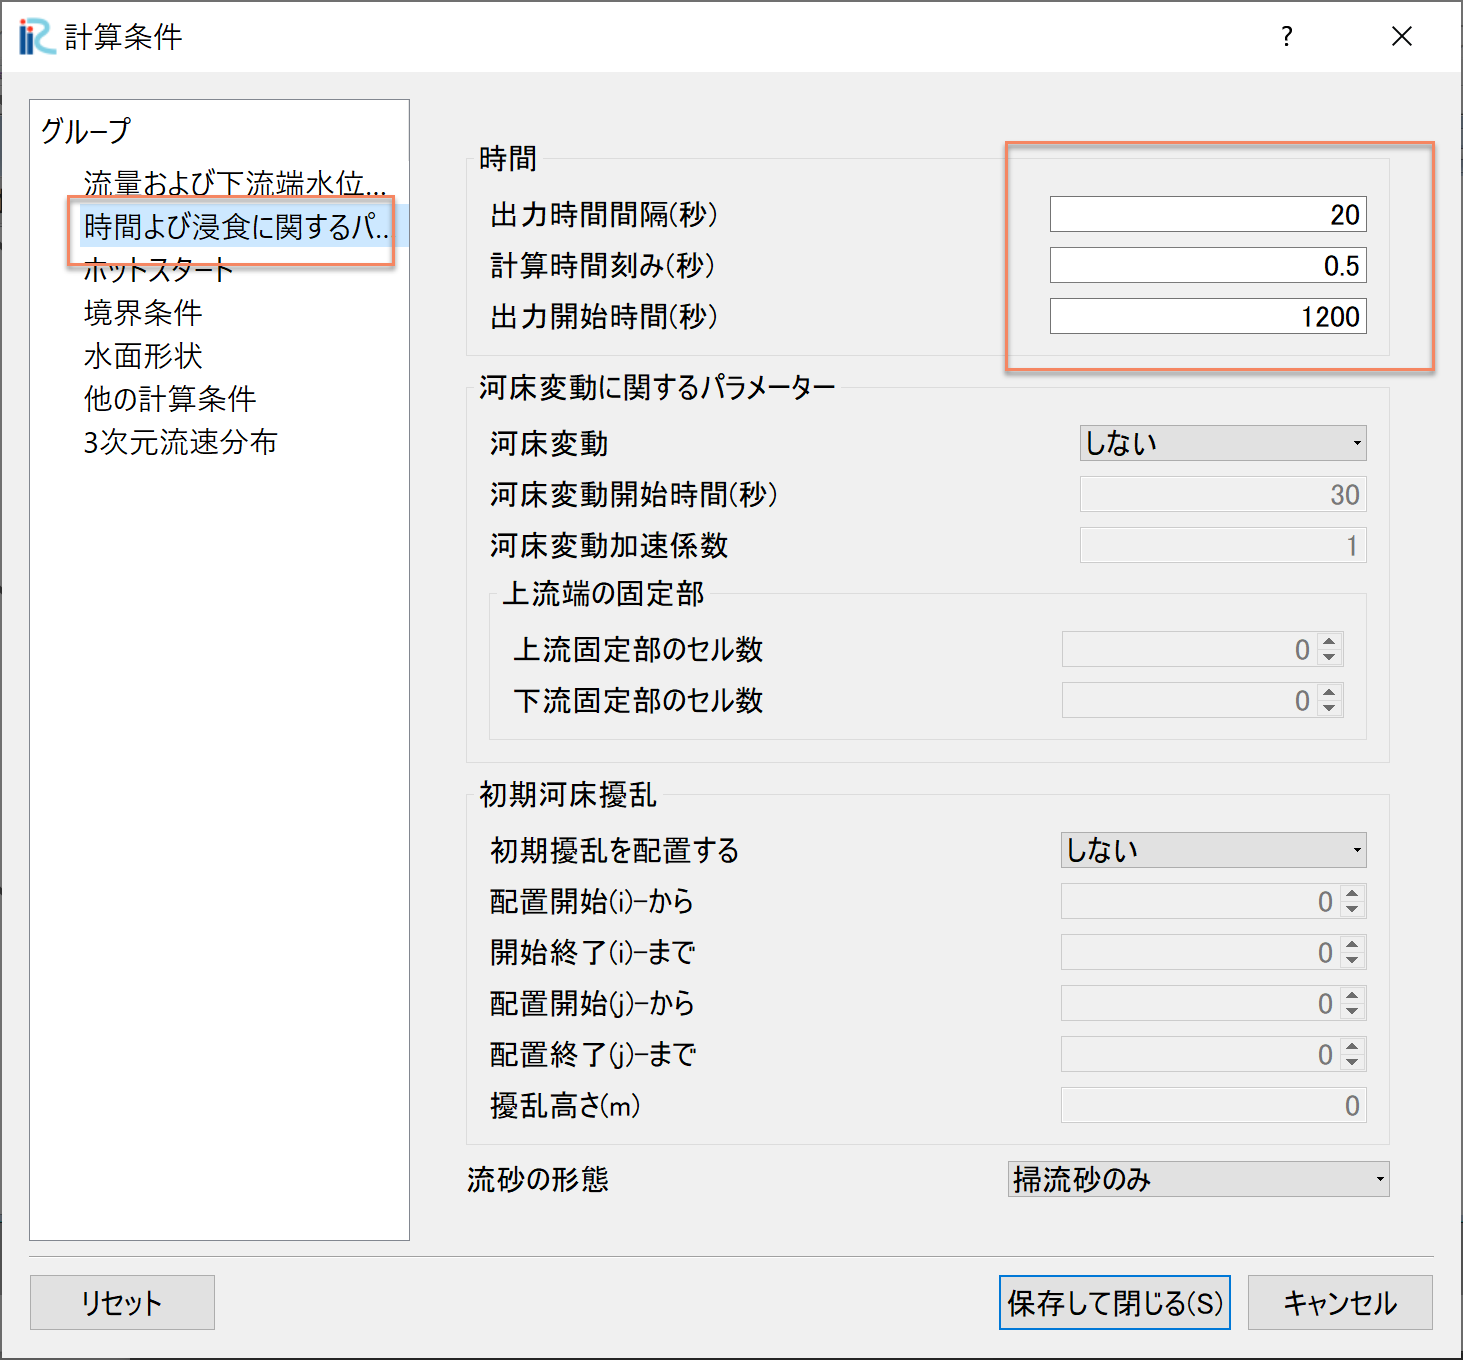 iRIC
計算条件
?
グループ
流量および下流端水位...
時間よび浸食に関するパ...
ホットスタート
境界条件
水面形状
他の計算条件
3次元流速分布
時間
出力時間間隔(秒) 20
計算時間刻み(秒) 0.5
出力開始時間(秒) 1200
河床変動に関するパラメーター
河床変動 しない
河床変動開始時間(秒) 30
河床変動加速係数 1
上流端の固定部
上流固定部のセル数 0
下流固定部のセル数 0
初期河床擾乱
初期擾乱を配置する しない
配置開始(i)-から 0
開始終了(i)-まで 0
配置開始(j)-から 0
配置終了(j)-まで 0
擾乱高さ(m) 0
流砂の形態 掃流砂のみ
リセット 保存して閉じる(S) キャンセル